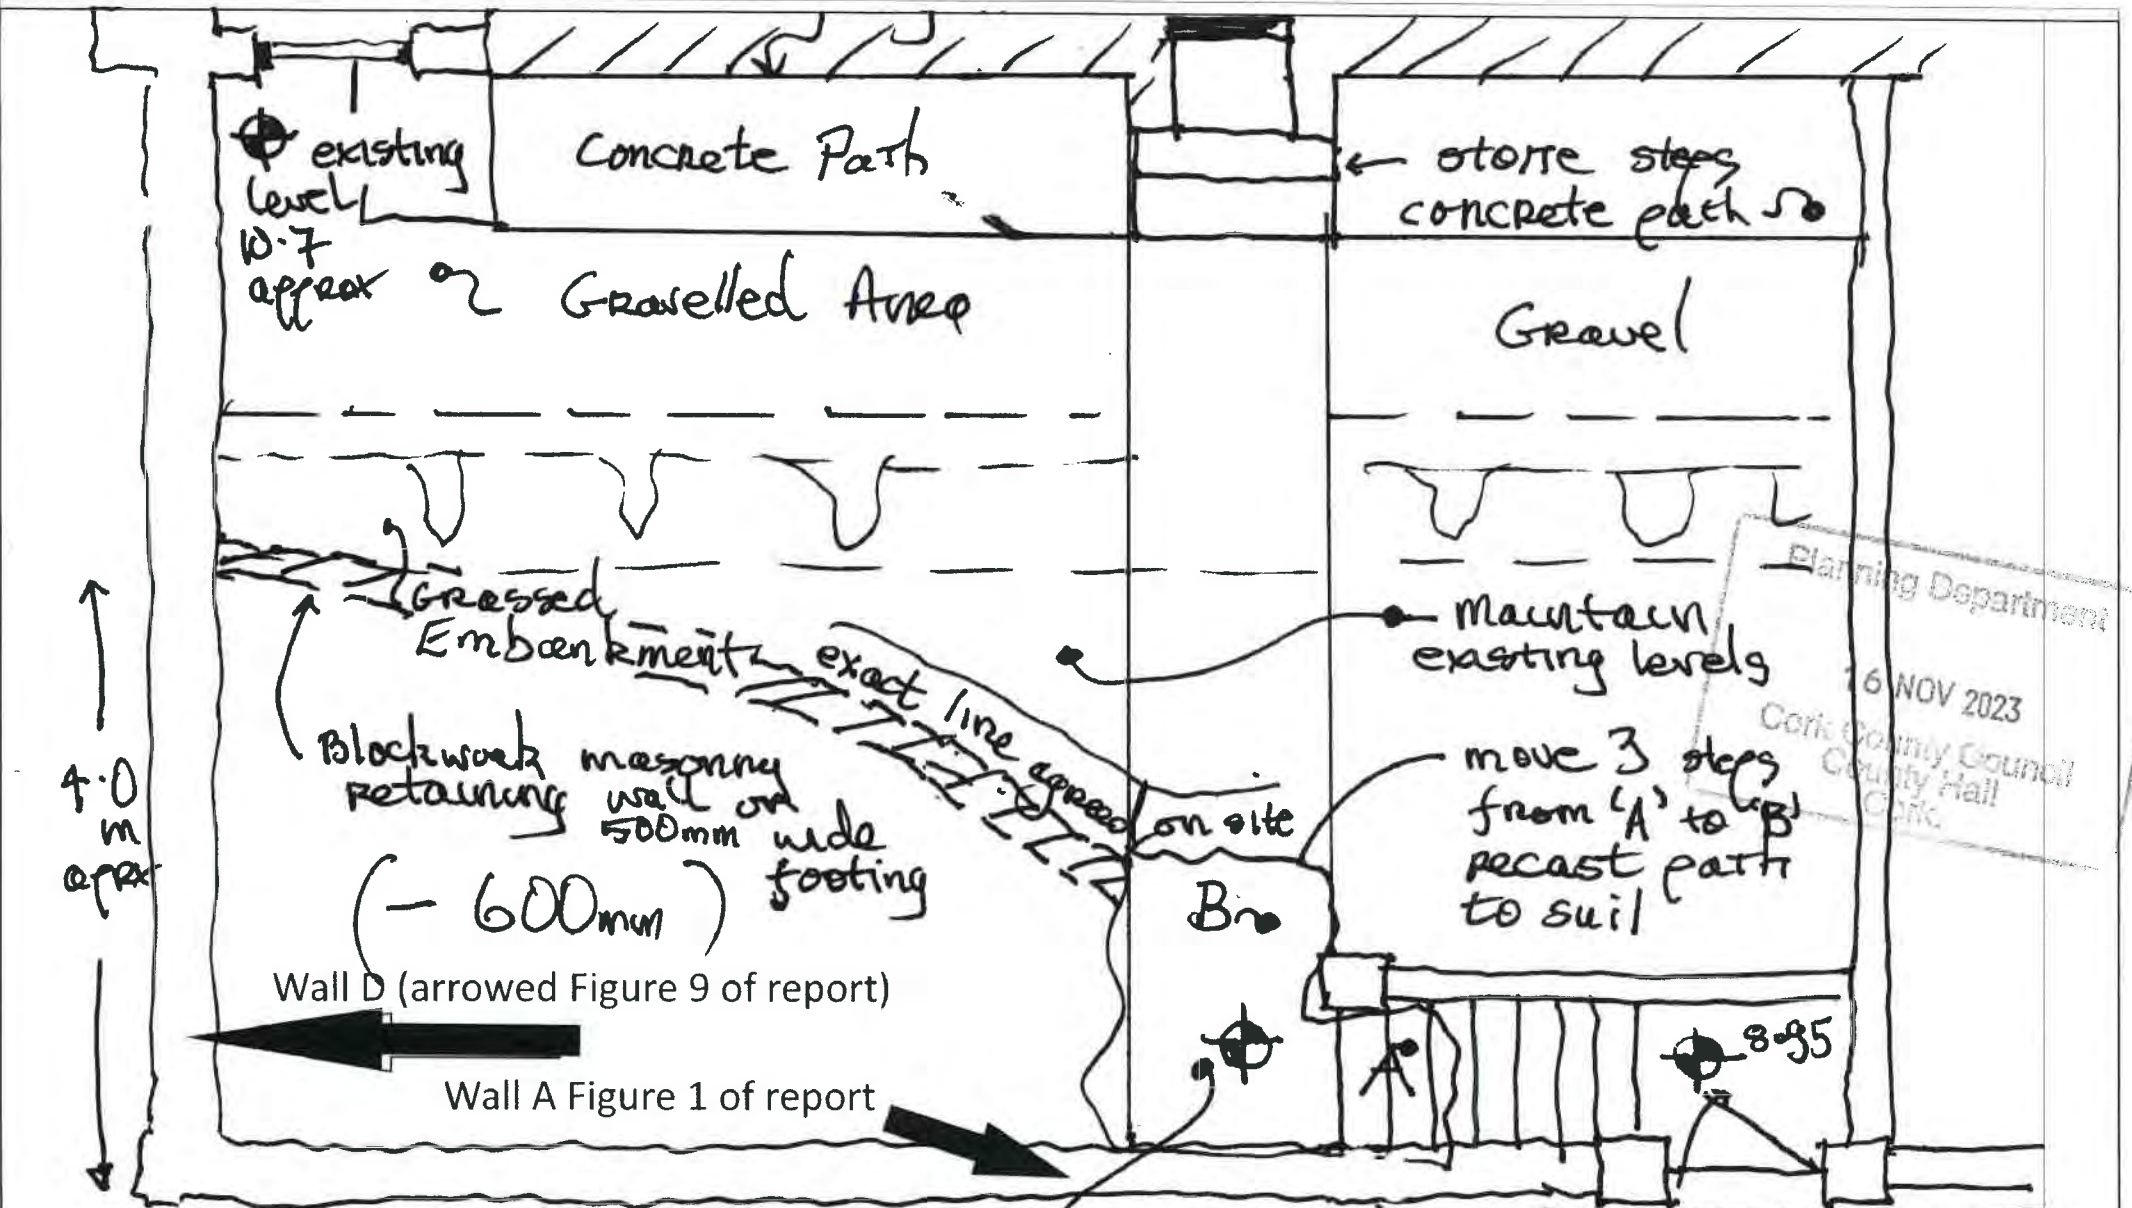 existing
level
10.7
approx
Concrete Path
stone steps
concrete path
Gravelled Area
Gravel
Grassed
Embankment
exact line agreed
on site
maintain
existing levels
Planning Department
16 NOV 2023
Cork County Council
County Hall
Cork.
Blockwork masonry
retaining wall on
500mm wide
footing
(- 600mm)
4.0
m
aprx
move 3 steps
from 'A' to 'B'
recast path
to suil
B
A
8.95
Wall D (arrowed Figure 9 of report)
Wall A Figure 1 of report